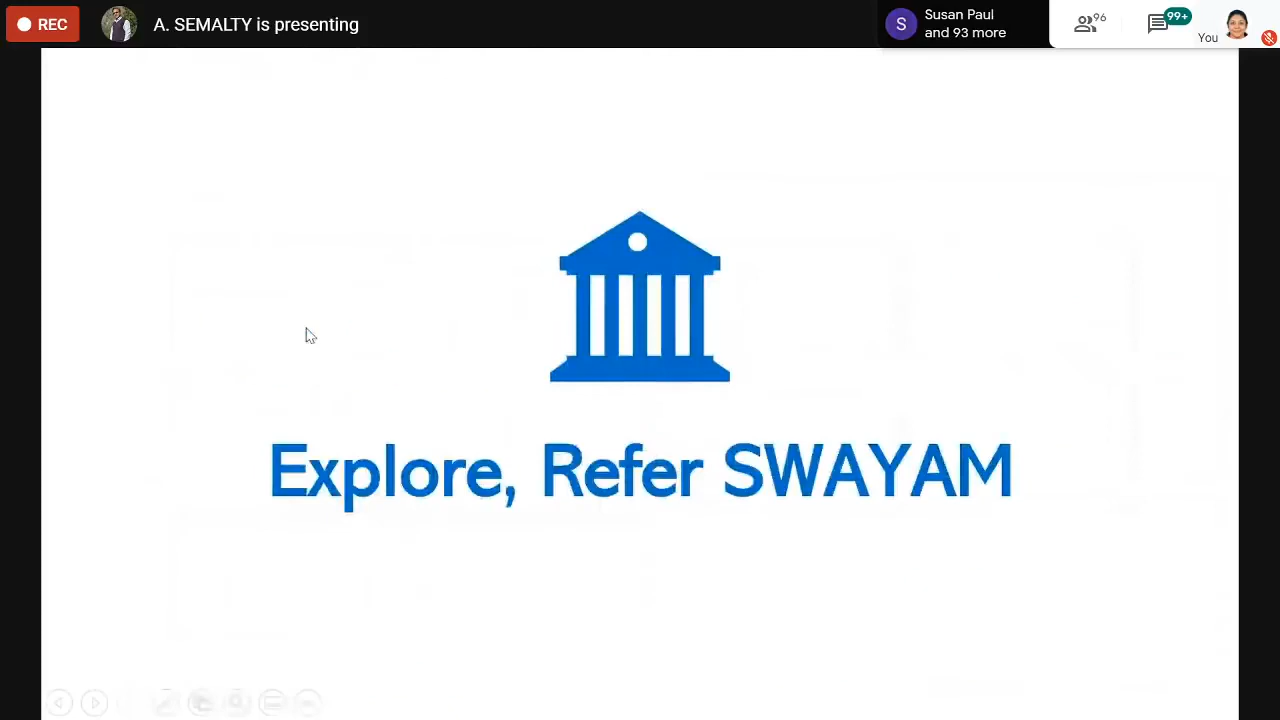 REC
A. SEMALTY is presenting
S
Susan Paul
and 93 more
96
99+
You
Explore, Refer SWAYAM